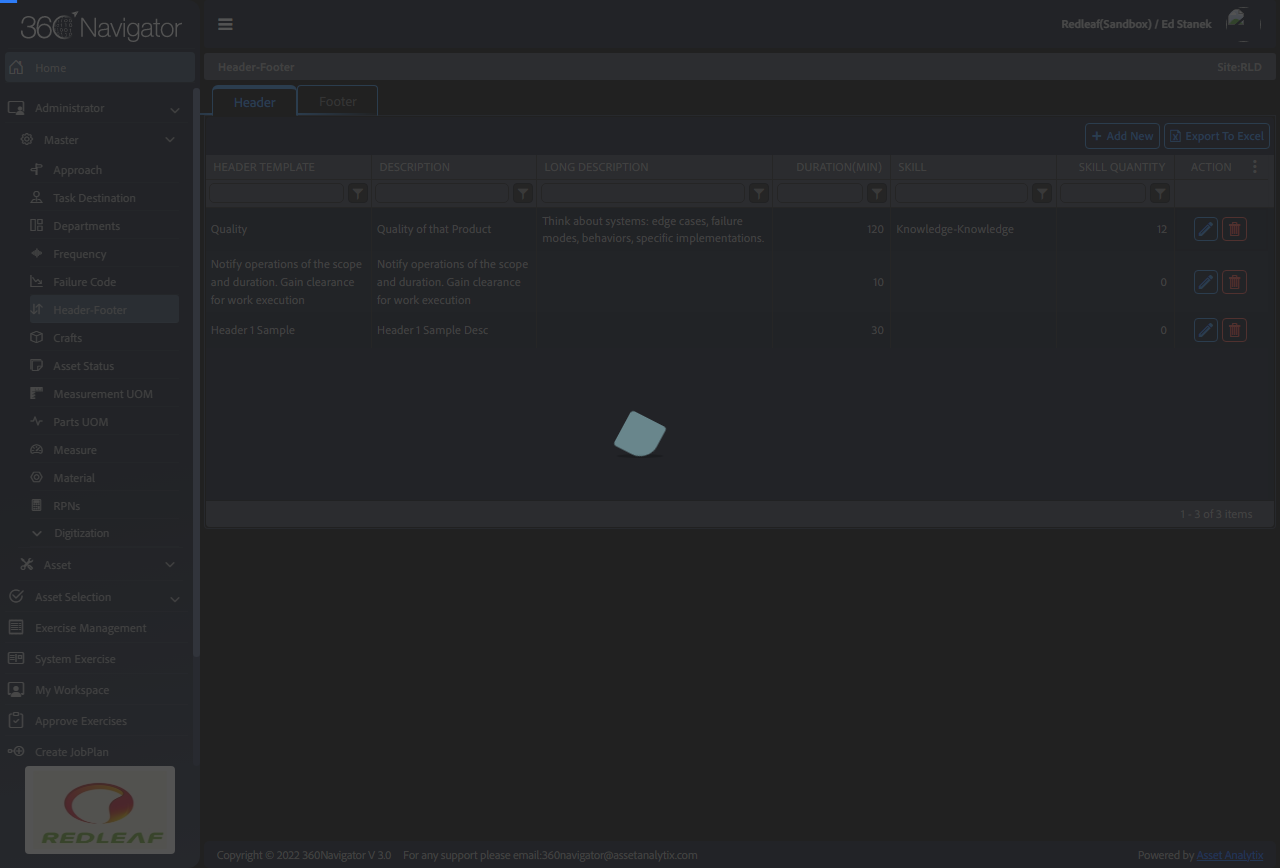 360 Navigator
Redleaf(Sandbox) / Ed Stanek
Home
Header-Footer
Site:RLD
Administrator
Master
Approach
Task Destination
Departments
Frequency
Failure Code
Header-Footer
Crafts
Asset Status
Measurement UOM
Parts UOM
Measure
Material
RPNs
Digitization
Asset
Asset Selection
Exercise Management
System Exercise
My Workspace
Approve Exercises
Create JobPlan
REDLEAF
Header
Footer
Add New
Export To Excel
HEADER TEMPLATE DESCRIPTION LONG DESCRIPTION DURATION(MIN) SKILL SKILL QUANTITY ACTION
Quality
Quality of that Product
Think about systems: edge cases, failure
modes, behaviors, specific implementations.
120
Knowledge-Knowledge
12
Notify operations of the scope
and duration. Gain clearance
for work execution
Notify operations of the scope
and duration. Gain clearance
for work execution
10
0
Header 1 Sample
Header 1 Sample Desc
30
0
1 - 3 of 3 items
Copyright © 2022 360Navigator V 3.0 For any support please email:360navigator@assetanalytix.com
Powered by Asset Analytix